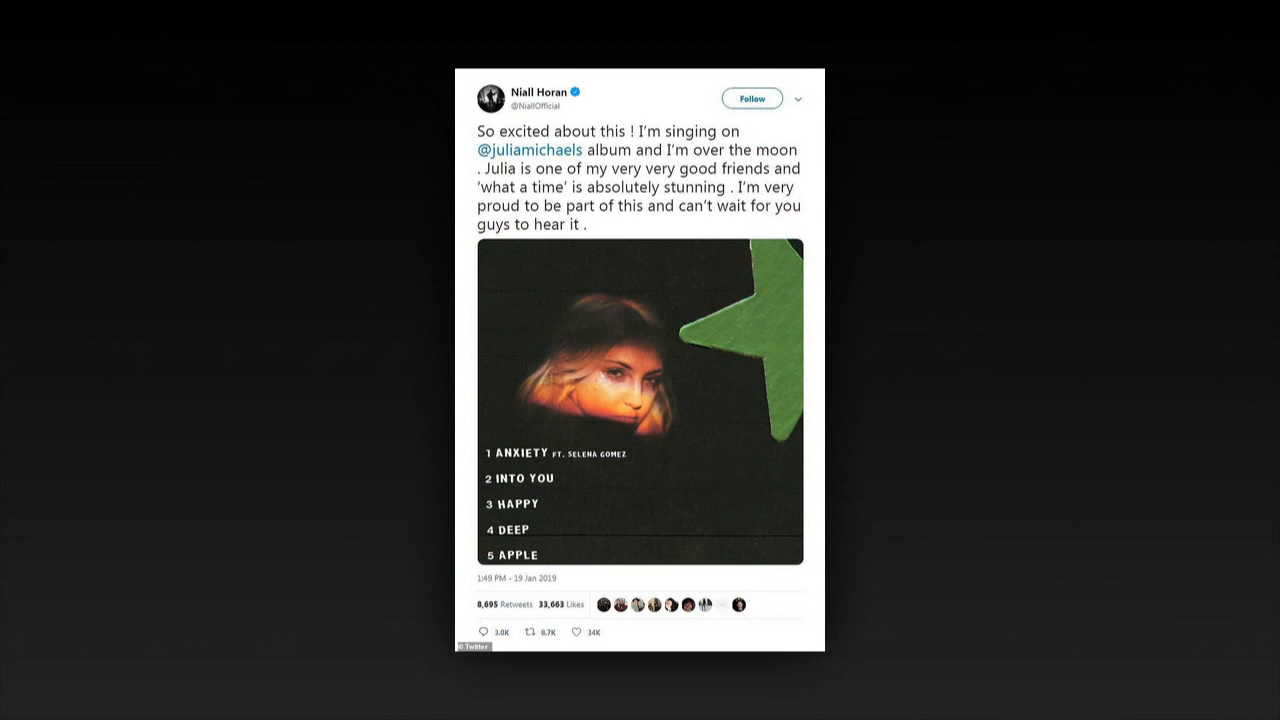 Niall Horan
@NiallOfficial
Follow
So excited about this ! I'm singing on
@juliamichaels album and I'm over the moon
. Julia is one of my very very good friends and
'what a time' is absolutely stunning . I'm very
proud to be part of this and can't wait for you
guys to hear it .
1 ANXIETY FT. SELENA GOMEZ
2 INTO YOU
3 HAPPY
4 DEEP
5 APPLE
1:49 PM - 19 Jan 2019
8,695 Retweets 33,663 Likes
3.0K 8.7K 34K
© Twitter